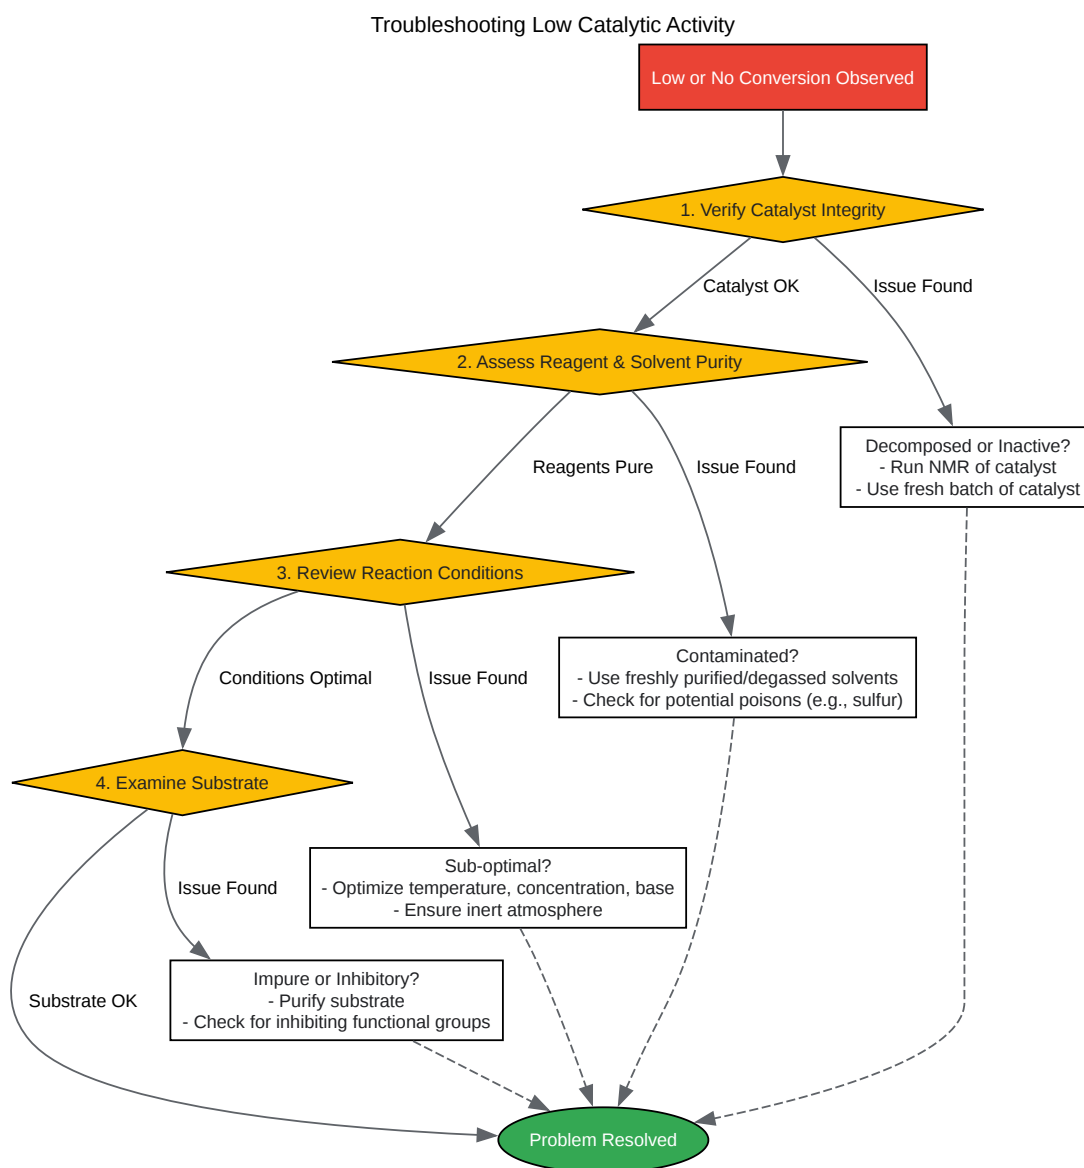 Troubleshooting Low Catalytic Activity
Low or No Conversion Observed
1. Verify Catalyst Integrity
Catalyst OK
Issue Found
2. Assess Reagent & Solvent Purity
Decomposed or Inactive?
- Run NMR of catalyst
- Use fresh batch of catalyst
Reagents Pure
Issue Found
3. Review Reaction Conditions
Contaminated?
- Use freshly purified/degassed solvents
- Check for potential poisons (e.g., sulfur)
Conditions Optimal
Issue Found
4. Examine Substrate
Sub-optimal?
- Optimize temperature, concentration, base
- Ensure inert atmosphere
Issue Found
Substrate OK
Impure or Inhibitory?
- Purify substrate
- Check for inhibiting functional groups
Problem Resolved